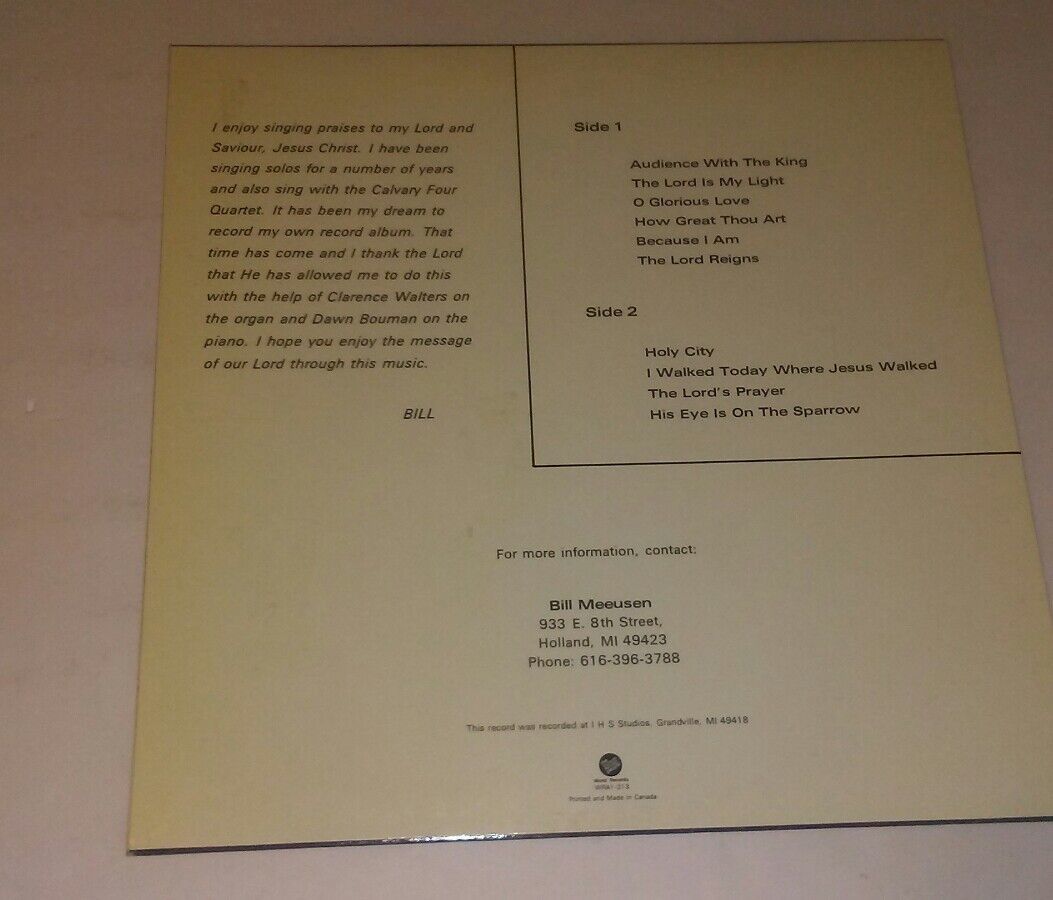 I enjoy singing praises to my Lord and
Saviour, Jesus Christ. I have been
singing solos for a number of years
and also sing with the Calvary Four
Quartet. It has been my dream to
record my own record album. That
time has come and I thank the Lord
that He has allowed me to do this
with the help of Clarence Walters on
the organ and Dawn Bouman on the
piano. I hope you enjoy the message
of our Lord through this music.
BILL
Side 1
Audience With The King
The Lord Is My Light
O Glorious Love
How Great Thou Art
Because I Am
The Lord Reigns
Side 2
Holy City
I Walked Today Where Jesus Walked
The Lord's Prayer
His Eye Is On The Sparrow
For more information, contact:
Bill Meeusen
933 E. 8th Street,
Holland, MI 49423
Phone: 616-396-3788
This record was recorded at I H S Studios, Grandville, MI 49418
World Records
Printed and Made in Canada